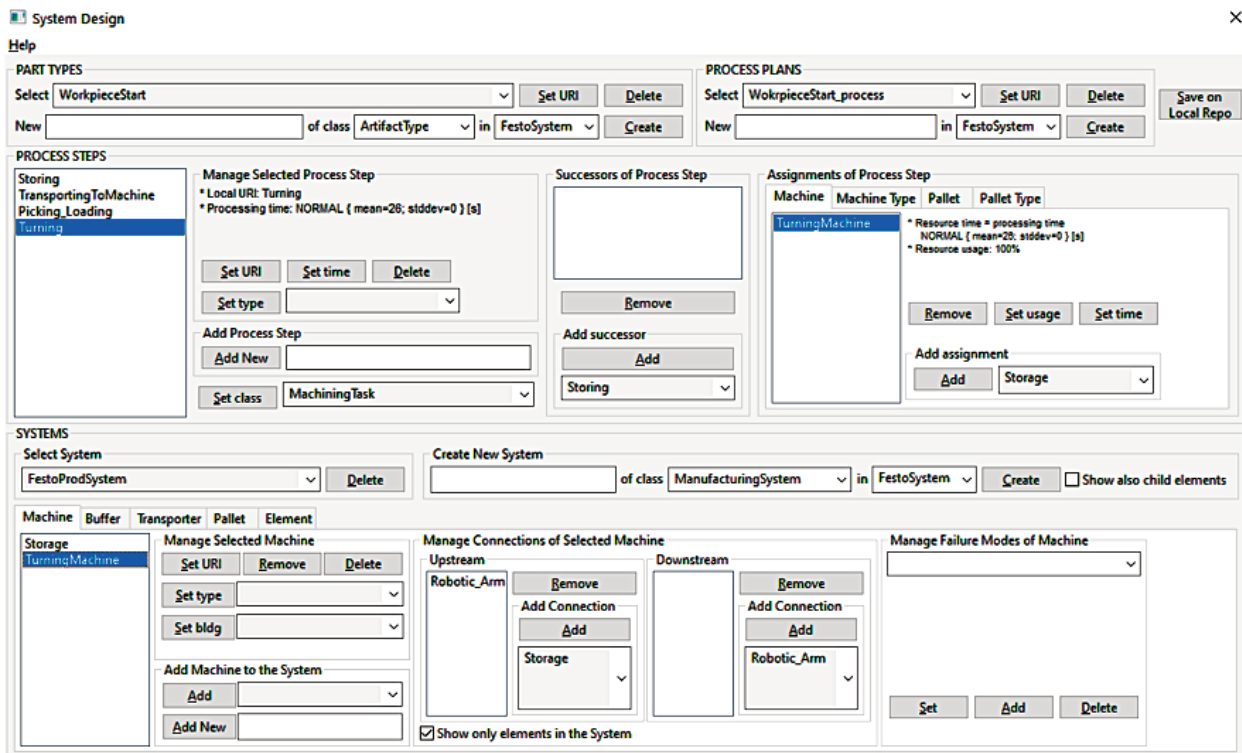 System Design
Help
PART TYPES
Select WorkpieceStart Set URI Delete
New of class ArtifactType in FestoSystem Create
PROCESS PLANS
Select WokrpieceStart_process Set URI Delete
New in FestoSystem Create
Save on
Local Repo
PROCESS STEPS
Storing
TransportingToMachine
Picking_Loading
Turning
Manage Selected Process Step
* Local URI: Turning
* Processing time: NORMAL { mean=26; stddev=0 } [s]
Set URI Set time Delete
Set type
Add Process Step
Add New
Set class MachiningTask
Successors of Process Step
Remove
Add successor
Add
Storing
Assignments of Process Step
Machine Machine Type Pallet Pallet Type
TurningMachine
* Resource time = processing time
NORMAL { mean=26; stddev=0 } [s]
* Resource usage: 100%
Remove Set usage Set time
Add assignment
Add Storage
SYSTEMS
Select System
FestoProdSystem Delete
Create New System
of class ManufacturingSystem in FestoSystem Create Show also child elements
Machine Buffer Transporter Pallet Element
Storage
TurningMachine
Manage Selected Machine
Set URI Remove Delete
Set type
Set bldg
Add Machine to the System
Add
Add New
Manage Connections of Selected Machine
Upstream
Robotic_Arm
Remove
Add Connection
Add
Storage
Downstream
Remove
Add Connection
Add
Robotic_Arm
Show only elements in the System
Manage Failure Modes of Machine
Set Add Delete